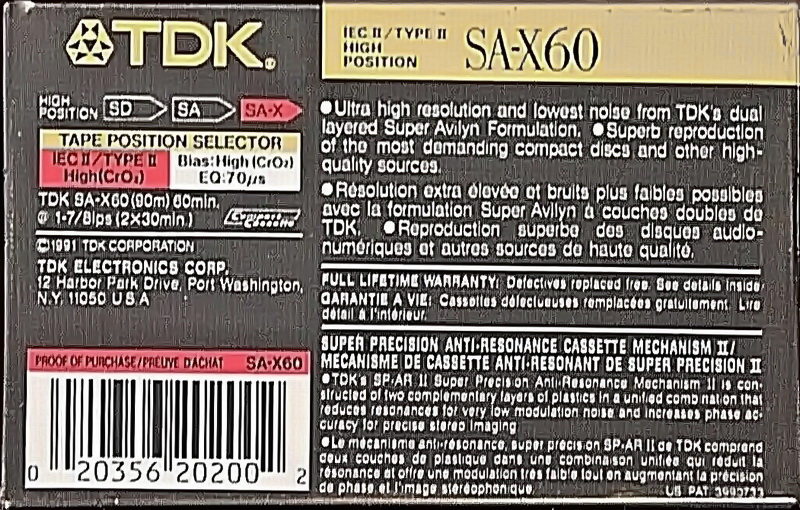 TDK®
IEC II/TYPE II
HIGH
POSITION
SA-X60
HIGH
POSITION
SD
SA
SA-X
TAPE POSITION SELECTOR
IEC II/TYPE II
High(CrO₂)
Bias:High (CrO₂)
EQ:70µs
TDK SA-X60(90m) 60min.
@ 1-7/8ips (2×30min.)
Compact
Cassette
©1991 TDK CORPORATION
TDK ELECTRONICS CORP.
12 Harbor Park Drive, Port Washington,
N.Y. 11050 U S A
PROOF OF PURCHASE/PREUVE D'ACHAT SA-X60
0 20356 20200 2
●Ultra high resolution and lowest noise from TDK's dual
layered Super Avilyn Formulation. ●Superb reproduction
of the most demanding compact discs and other high-
quality sources.
●Résolution extra élevée et bruits plus faibles possibles
avec la formulation Super Avilyn à couches doubles de
TDK. ●Reproduction superbe des disques audio-
numériques et autres sources de haute qualité.
FULL LIFETIME WARRANTY: Defectives replaced free. See details inside
GARANTIE A VIE: Cassettes défectueuses remplacées gratuitement. Lire
détail à l'intérieur.
SUPER PRECISION ANTI-RESONANCE CASSETTE MECHANISM II/
MECANISME DE CASSETTE ANTI-RESONANT DE SUPER PRECISION II
●TDK's SP-AR II Super Precision Anti-Resonance Mechanism II is con-
structed of two complementary layers of plastics in a unified combination that
reduces resonances for very low modulation noise and increases phase ac-
curacy for precise stereo imaging
●Le mécanisme anti-résonance, super précision SP-AR II de TDK comprend
deux couches de plastique dans une combinaison unifiée qui réduit la
résonance et offre une modulation très faible tout en augmentant la précision
de phase et l'image stéréophonique.
US PAT 3990733